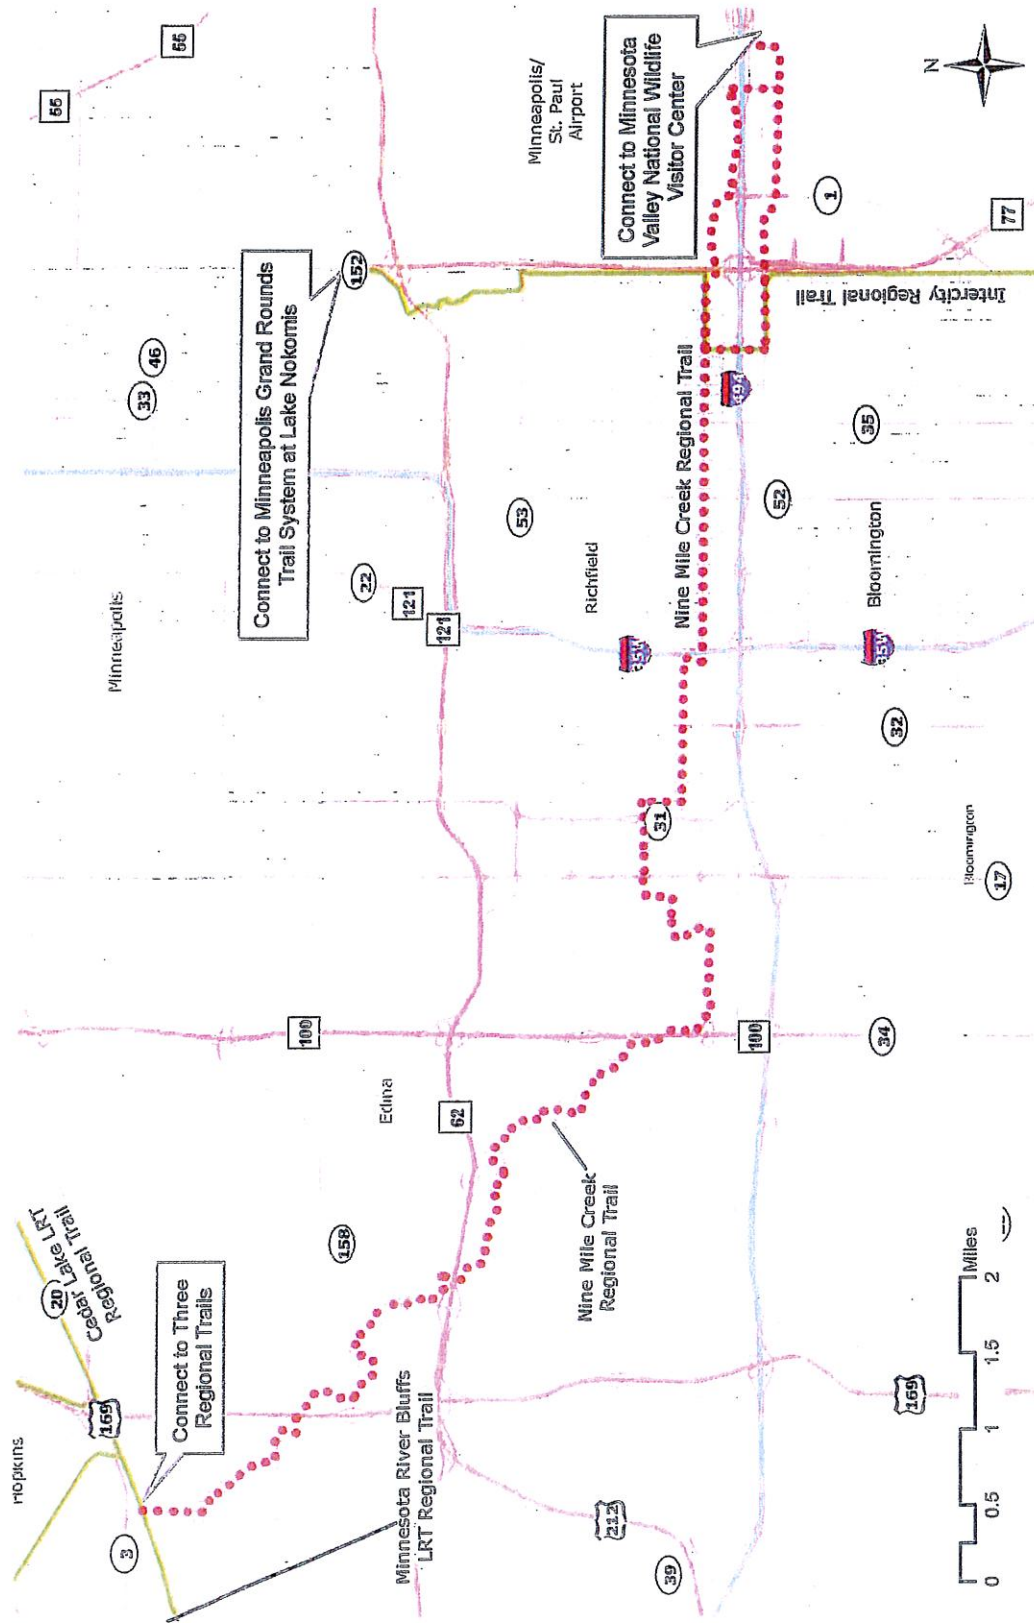 Hopkins
20
Cedar Lake LRT
Regional Trail
55
55
169
3
Minneapolis
33
46
Connect to Three
Regional Trails
Connect to Minneapolis Grand Rounds
Trail System at Lake Nokomis
152
100
158
22
121
Edina
Minnesota River Bluffs
LRT Regional Trail
62
121
53
Minneapolis/
St. Paul
Airport
Nine Mile Creek
Regional Trail
Richfield
212
Connect to Minnesota
Valley National Wildlife
Visitor Center
39
31
Nine Mile Creek Regional Trail
100
52
Intercity Regional Trail
1
34
Bloomington
35
169
32
N
Miles
Bloomington
0
0.5
1
1.5
2
17
77